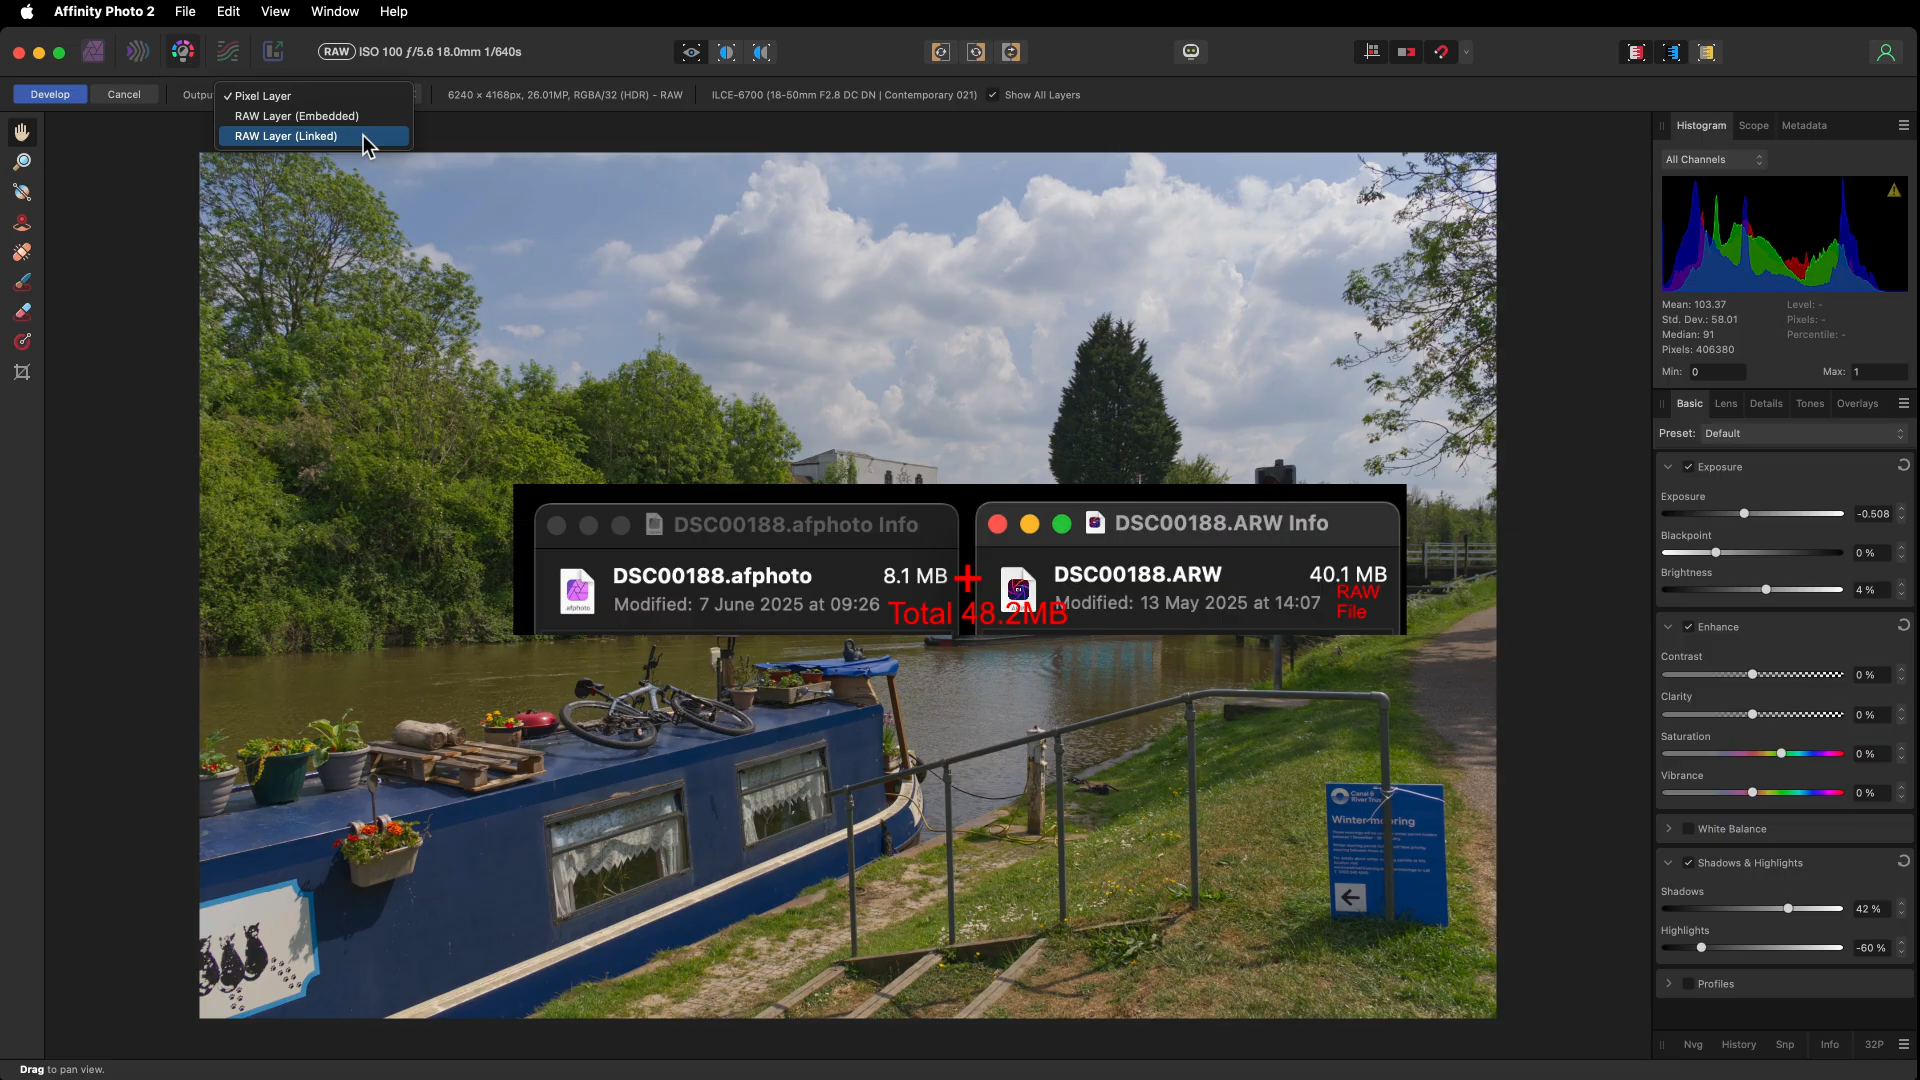 Affinity Photo 2 File Edit View Window Help
RAW ISO 100 ƒ/5.6 18.0mm 1/640s
Develop Cancel Outpu 6240 × 4168px, 26.01MP, RGBA/32 (HDR) - RAW ILCE-6700 (18-50mm F2.8 DC DN | Contemporary 021) Show All Layers
✓ Pixel Layer
RAW Layer (Embedded)
RAW Layer (Linked)
Histogram Scope Metadata
All Channels
Mean: 103.37 Level: -
Std. Dev.: 58.01 Pixels: -
Median: 91 Percentile: -
Pixels: 406380
Min: 0 Max: 1
Basic Lens Details Tones Overlays
Preset: Default
Exposure
Exposure
-0.508
Blackpoint
0 %
Brightness
4 %
Enhance
Contrast
0 %
Clarity
0 %
Saturation
0 %
Vibrance
0 %
White Balance
Shadows & Highlights
Shadows
42 %
Highlights
-60 %
Profiles
Nvg History Snp Info 32P
DSC00188.afphoto Info
DSC00188.afphoto 8.1 MB
Modified: 7 June 2025 at 09:26
afphoto
+
Total 48.2MB
DSC00188.ARW Info
DSC00188.ARW 40.1 MB
Modified: 13 May 2025 at 14:07
RAW
File
Canal &
River Trust
Winter mooring
Drag to pan view.